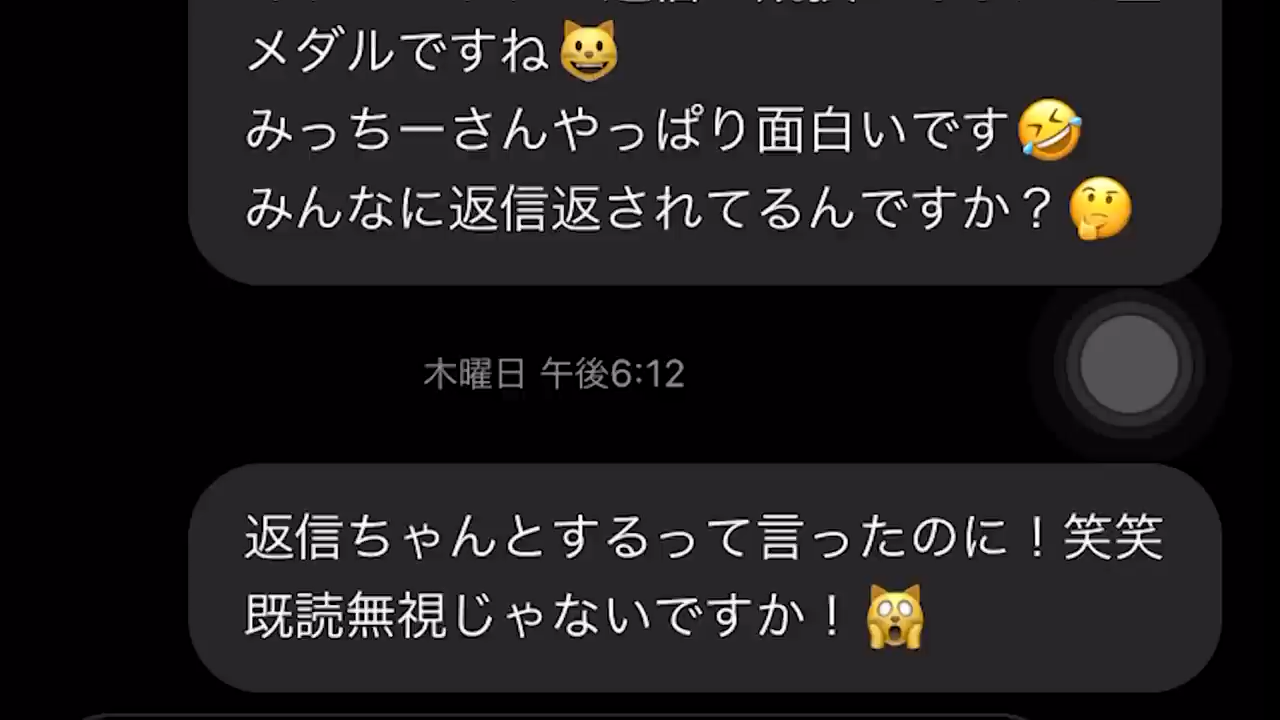 メダルですね😺
みっちーさんやっぱり面白いです🤣
みんなに返信返されてるんですか？🤔
木曜日 午後6:12
返信ちゃんとするって言ったのに！笑笑
既読無視じゃないですか！🙀